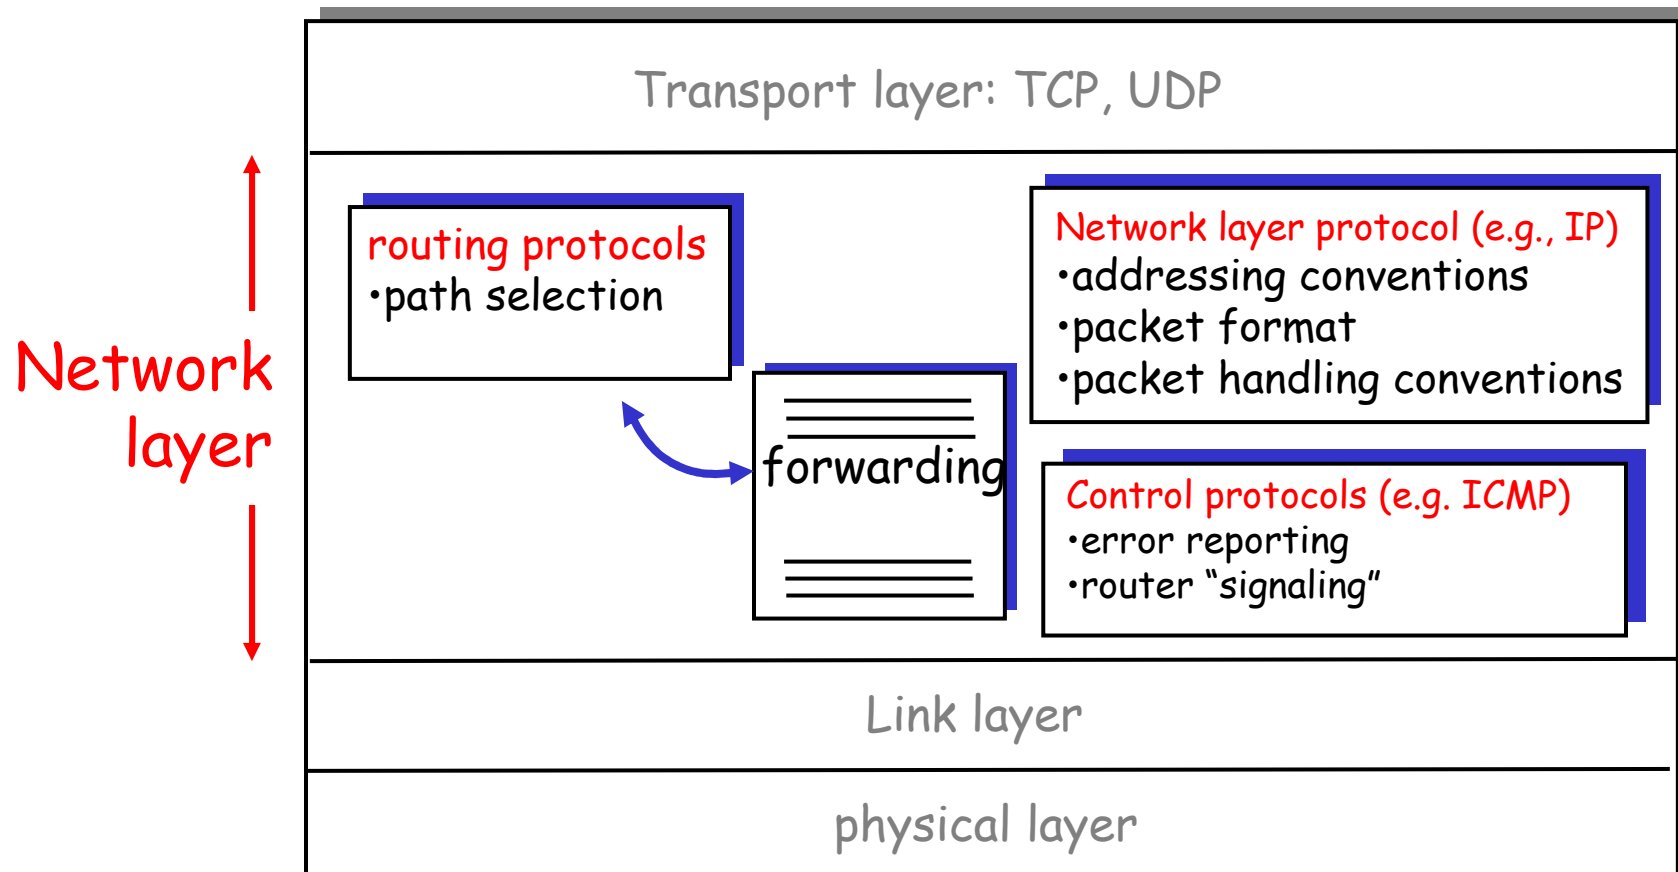 Transport layer: TCP, UDP
Network
layer
routing protocols
•path selection
forwarding
Network layer protocol (e.g., IP)
•addressing conventions
•packet format
•packet handling conventions
Control protocols (e.g. ICMP)
•error reporting
•router “signaling”
Link layer
physical layer